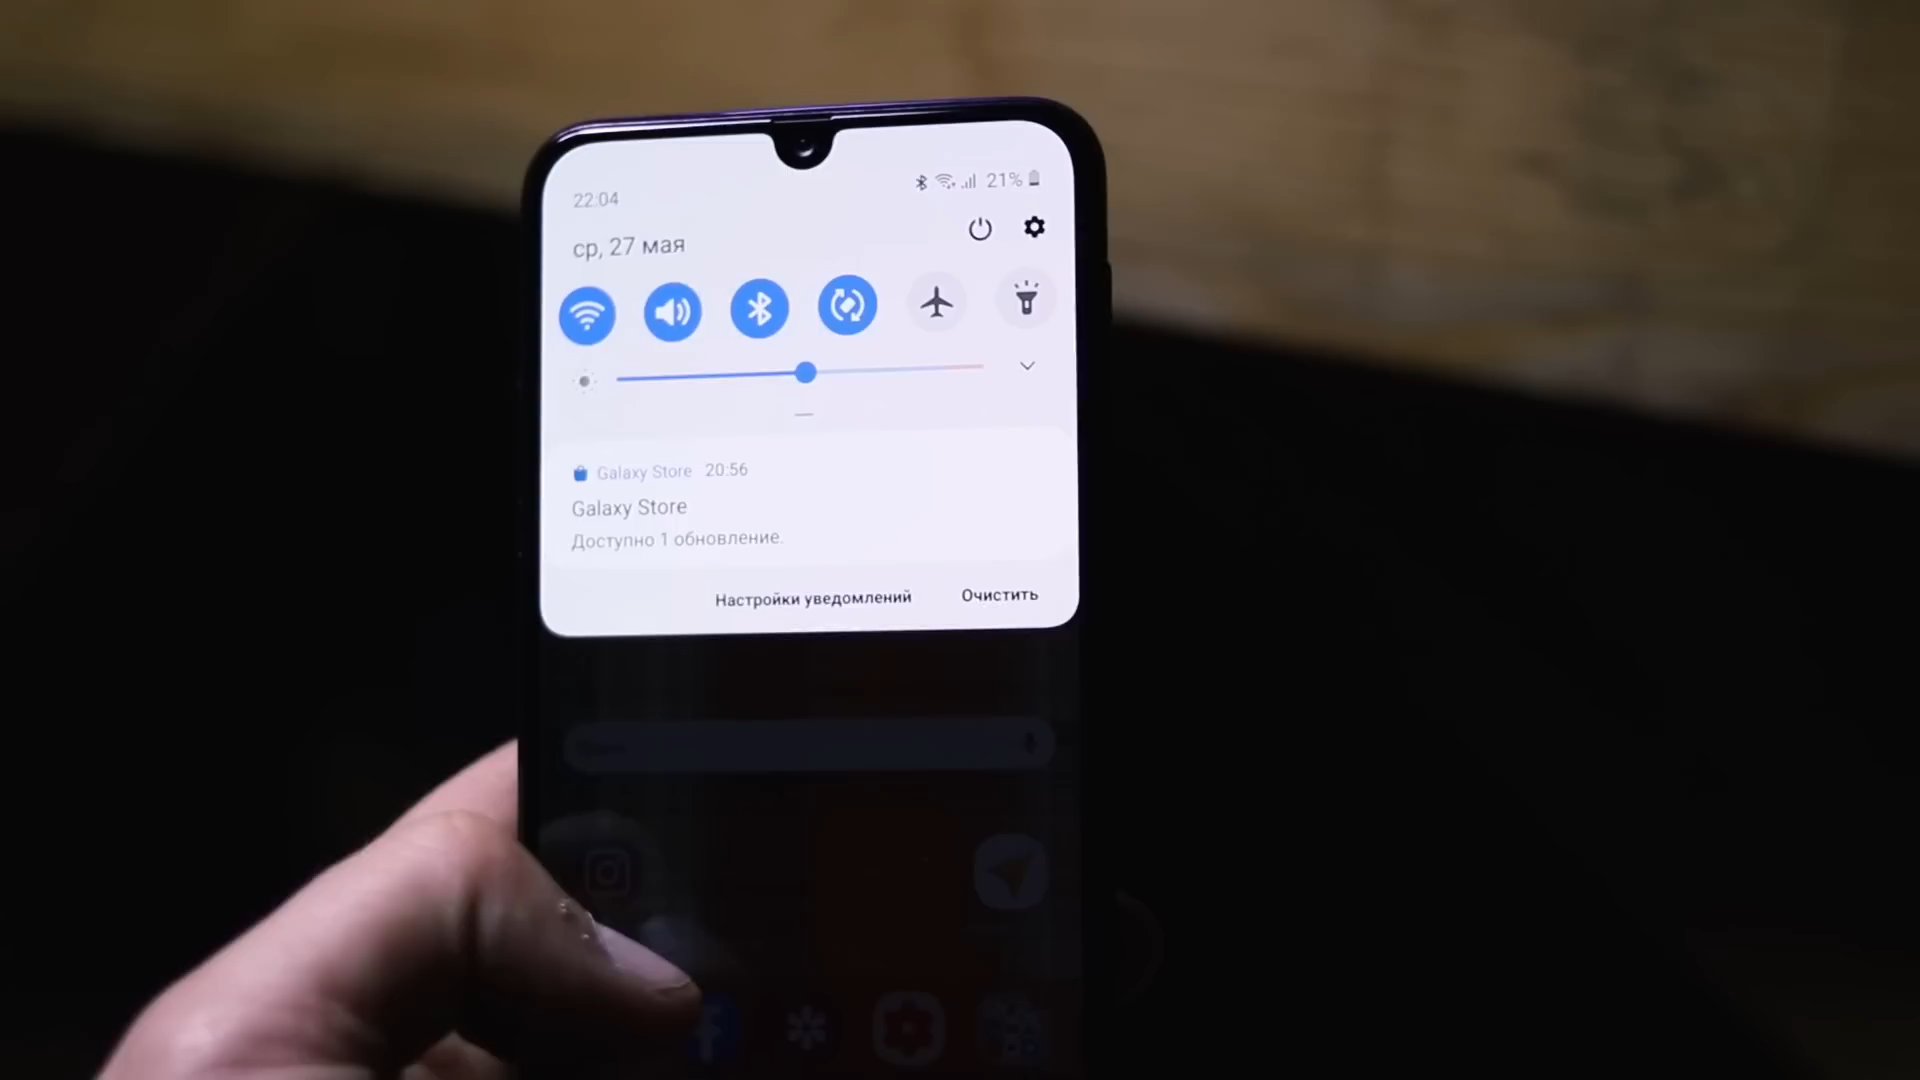 22:04
21%
ср, 27 мая
Galaxy Store 20:56
Galaxy Store
Доступно 1 обновление.
Настройки уведомлений Очистить